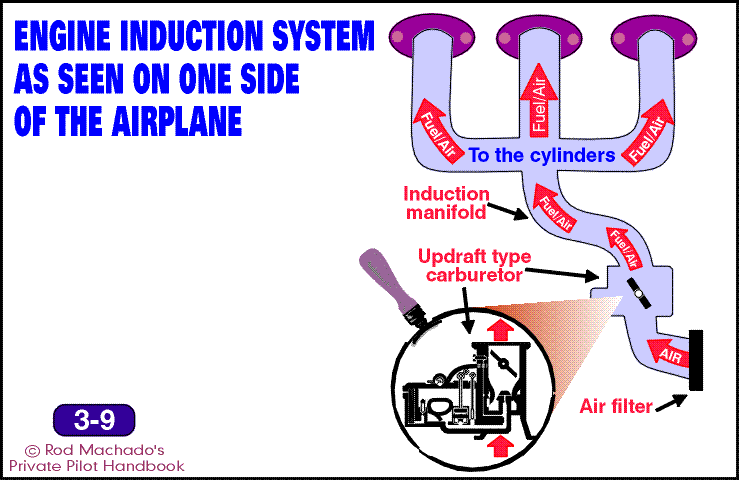 ENGINE INDUCTION SYSTEM
AS SEEN ON ONE SIDE
OF THE AIRPLANE
Fuel/Air
Fuel/Air
Fuel/Air
To the cylinders
Induction
manifold
Fuel/Air
Fuel/Air
Updraft type
carburetor
AIR
Air filter
3-9
© Rod Machado's
Private Pilot Handbook